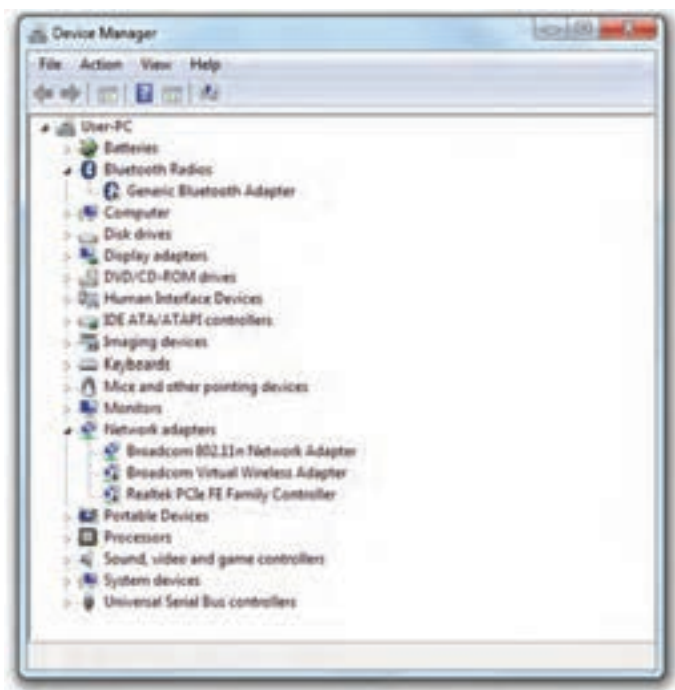 Device Manager
File Action View Help
User-PC
Batteries
Bluetooth Radios
Generic Bluetooth Adapter
Computer
Disk drives
Display adapters
DVD/CD-ROM drives
Human Interface Devices
IDE ATA/ATAPI controllers
Imaging devices
Keyboards
Mice and other pointing devices
Monitors
Network adapters
Broadcom 802.11n Network Adapter
Broadcom Virtual Wireless Adapter
Realtek PCIe FE Family Controller
Portable Devices
Processors
Sound, video and game controllers
System devices
Universal Serial Bus controllers